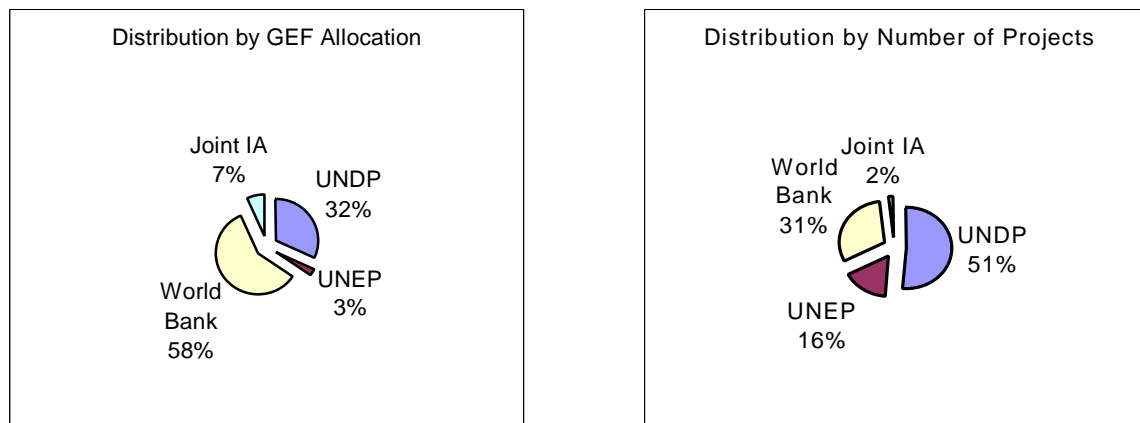 Distribution by GEF Allocation
Joint IA
7%
UNDP
32%
UNEP
3%
World
Bank
58%
Distribution by Number of Projects
Joint IA
2%
World
Bank
31%
UNDP
51%
UNEP
16%